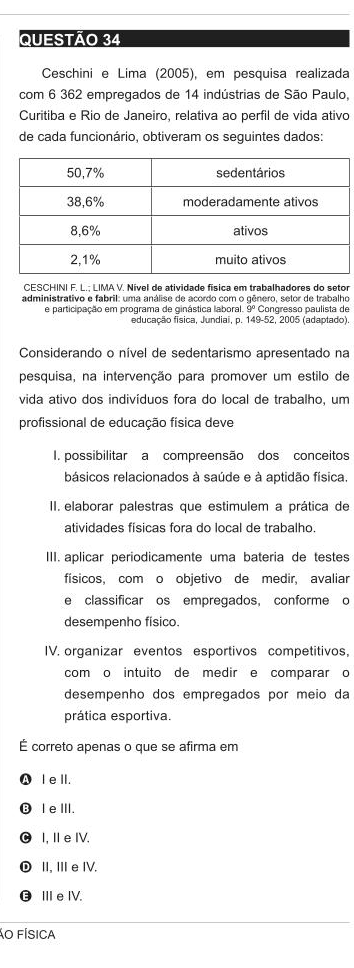 QUESTÃO 34
Ceschini e Lima (2005), em pesquisa realizada
com 6 362 empregados de 14 indústrias de São Paulo,
Curitiba e Rio de Janeiro, relativa ao perfil de vida ativo
de cada funcionário, obtiveram os seguintes dados:
50,7% sedentários
38,6% moderadamente ativos
8,6% ativos
2,1% muito ativos
CESCHINI F. L.; LIMA V. Nível de atividade física em trabalhadores do setor
administrativo e fabril: uma análise de acordo com o gênero, setor de trabalho
e participação em programa de ginástica laboral. 9º Congresso paulista de
educação física, Jundiaí, p. 149-52, 2005 (adaptado).
Considerando o nível de sedentarismo apresentado na
pesquisa, na intervenção para promover um estilo de
vida ativo dos indivíduos fora do local de trabalho, um
profissional de educação física deve
I. possibilitar a compreensão dos conceitos
básicos relacionados à saúde e à aptidão física.
II. elaborar palestras que estimulem a prática de
atividades físicas fora do local de trabalho.
III. aplicar periodicamente uma bateria de testes
físicos, com o objetivo de medir, avaliar
e classificar os empregados, conforme o
desempenho físico.
IV. organizar eventos esportivos competitivos,
com o intuito de medir e comparar o
desempenho dos empregados por meio da
prática esportiva.
É correto apenas o que se afirma em
A I e II.
B I e III.
C I, II e IV.
D II, III e IV.
E III e IV.
ÃO FÍSICA